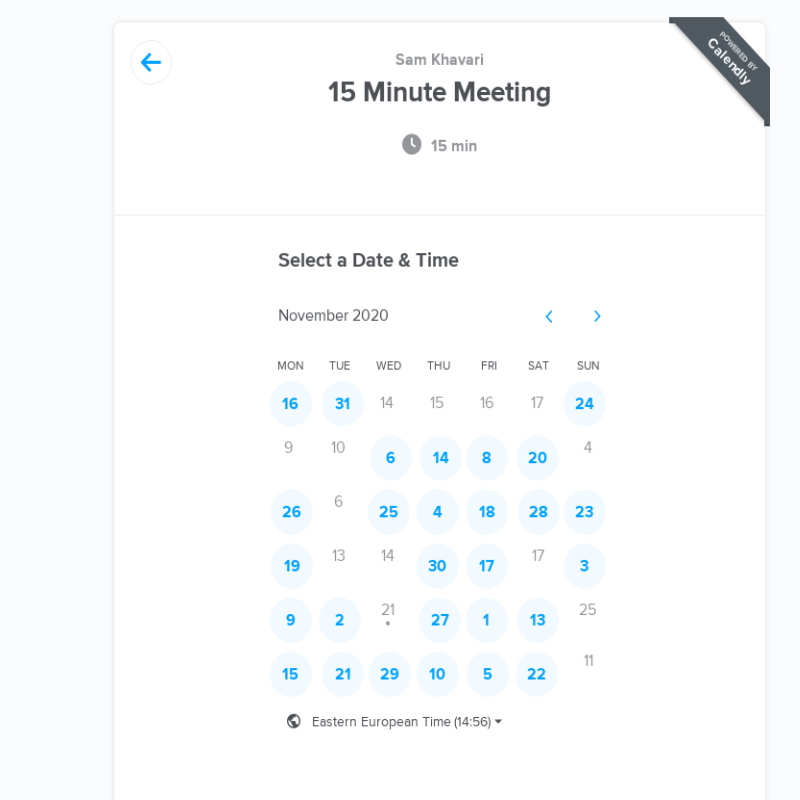 POWERED BY
Calendly
Sam Khavari
15 Minute Meeting
15 min
Select a Date & Time
November 2020
MON TUE WED THU FRI SAT SUN
16 31 14 15 16 17 24
9 10 6 14 8 20 4
26 6 25 4 18 28 23
19 13 14 30 17 17 3
9 2 21 27 1 13 25
15 21 29 10 5 22 11
Eastern European Time (14:56)